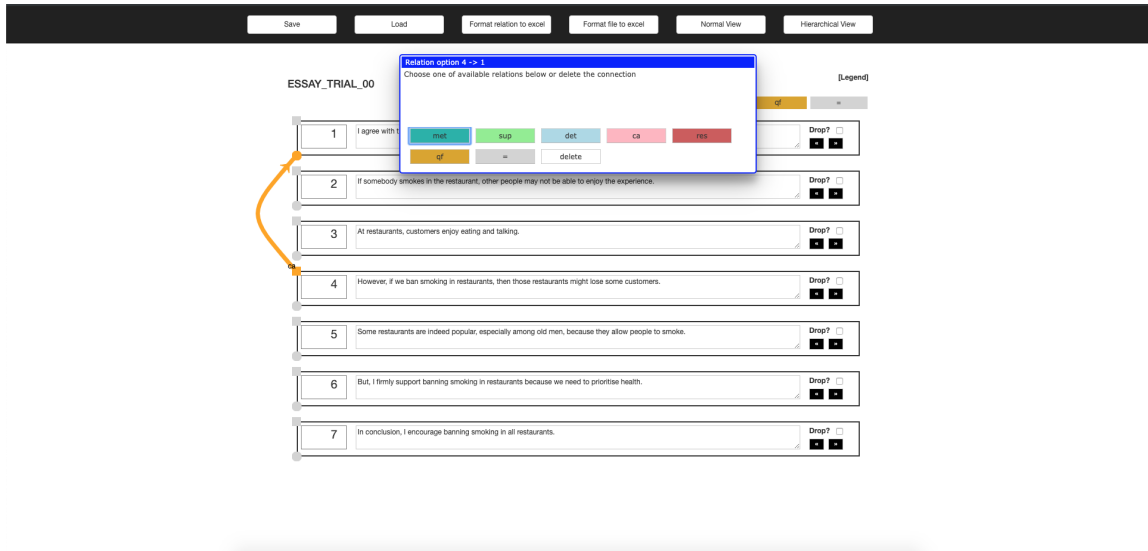 Save Load Format relation to excel Format file to excel Normal View Hierarchical View
Relation option 4 -> 1
Choose one of available relations below or delete the connection
met sup det ca res
qf = delete
ESSAY_TRIAL_00
[Legend]
qf =
1 I agree with t Drop?
« »
2 If somebody smokes in the restaurant, other people may not be able to enjoy the experience. Drop?
« »
3 At restaurants, customers enjoy eating and talking. Drop?
« »
ca
4 However, if we ban smoking in restaurants, then those restaurants might lose some customers. Drop?
« »
5 Some restaurants are indeed popular, especially among old men, because they allow people to smoke. Drop?
« »
6 But, I firmly support banning smoking in restaurants because we need to prioritise health. Drop?
« »
7 In conclusion, I encourage banning smoking in all restaurants. Drop?
« »